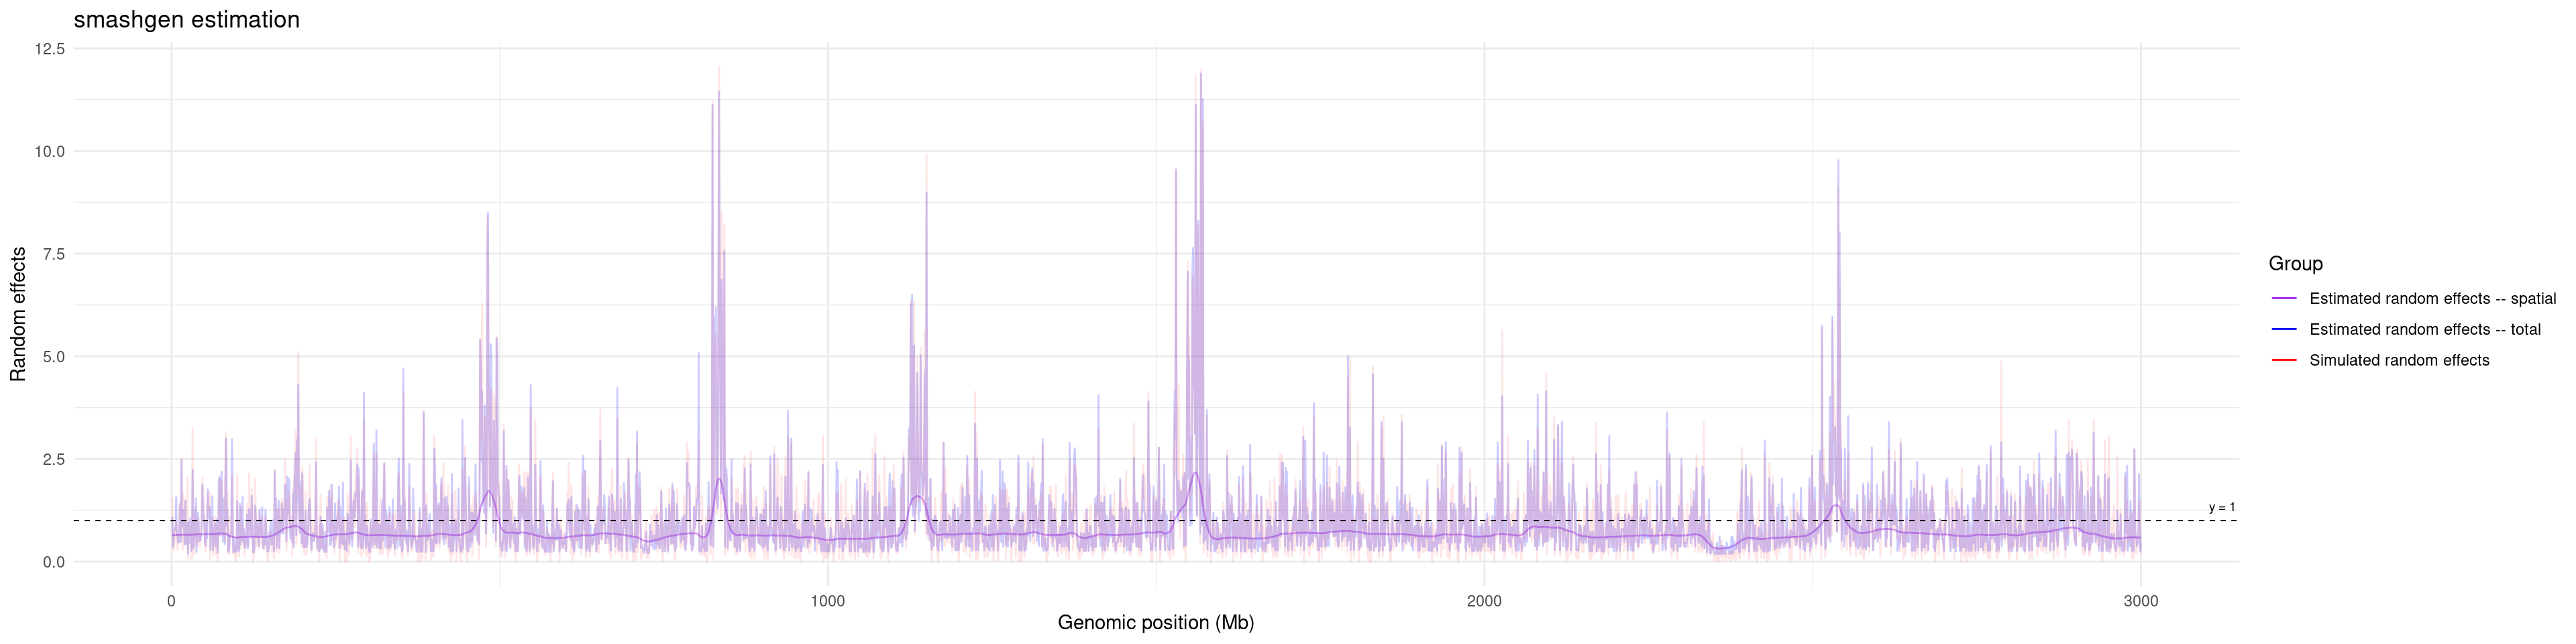 smashgen estimation
12.5
10.0
7.5
5.0
2.5
0.0
Random effects
y = 1
0
1000
2000
3000
Genomic position (Mb)
Group
Estimated random effects -- spatial
Estimated random effects -- total
Simulated random effects